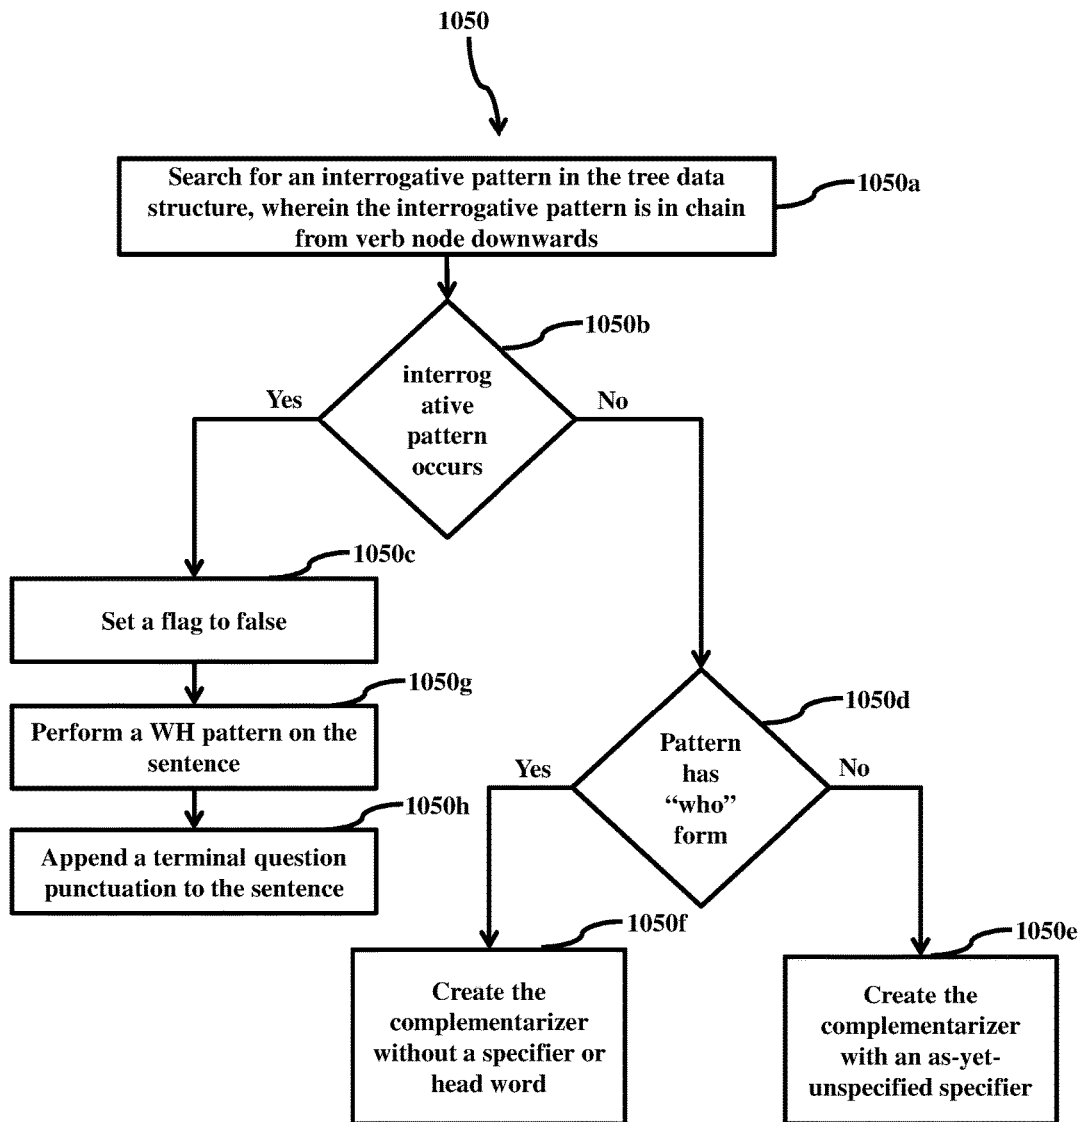 1050
Search for an interrogative pattern in the tree data
structure, wherein the interrogative pattern is in chain
from verb node downwards
1050a
1050b
interrog
ative
pattern
occurs
Yes
No
1050c
Set a flag to false
1050g
Perform a WH pattern on the
sentence
1050h
Append a terminal question
punctuation to the sentence
1050d
Pattern
has
“who”
form
Yes
No
1050f
Create the
complementarizer
without a specifier or
head word
1050e
Create the
complementarizer
with an as-yet-
unspecified specifier